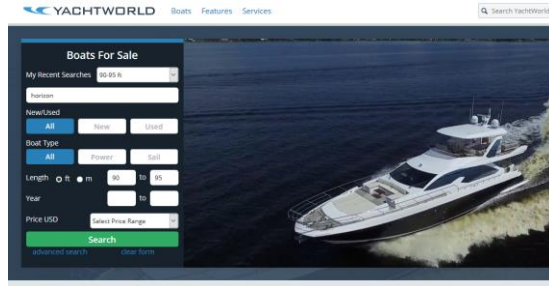 YACHTWORLD Boats Features Services Search YachtWorld
Boats For Sale
My Recent Searches 90-95 ft
horizon
New/Used
All New Used
Boat Type
All Power Sail
Length ft m 90 to 95
Year to
Price USD Select Price Range
Search
advanced search clear form